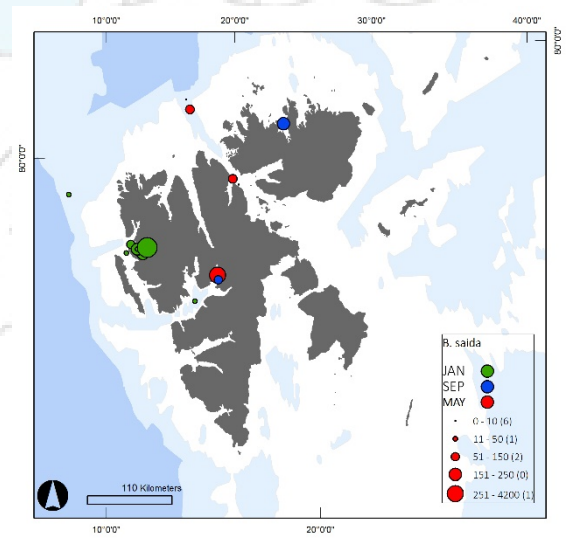 10°0'0" 20°0'0" 30°0'0" 40°0'0"
80°0'0"
80°0'0"
B. saida
JAN
SEP
MAY
0 - 10 (6)
11 - 50 (1)
51 - 150 (2)
151 - 250 (0)
251 - 4200 (1)
110 Kilometers
10°0'0" 20°0'0"